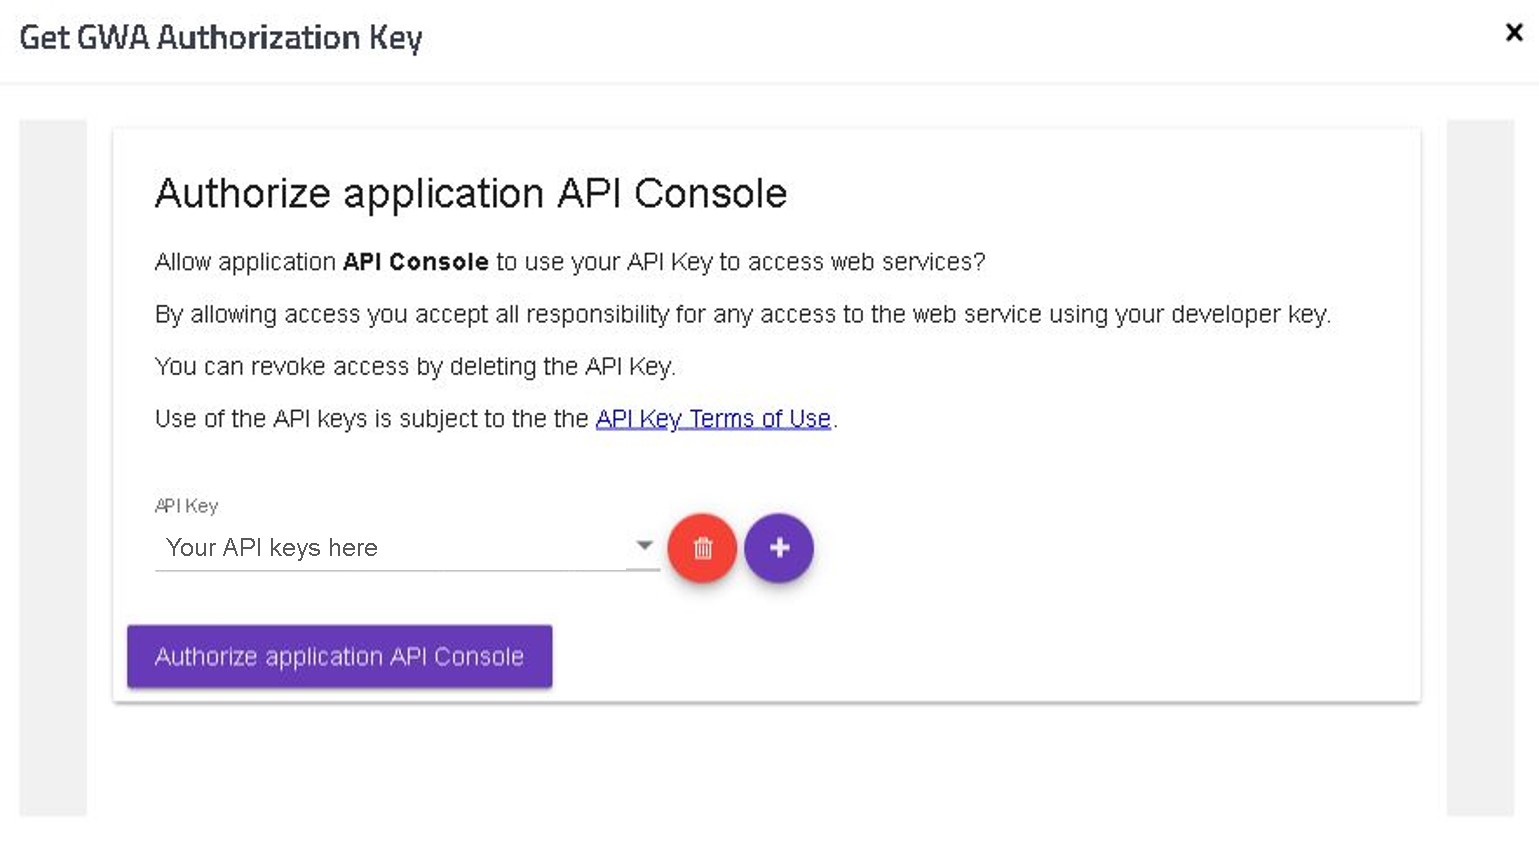 Get GWA Authorization Key
Authorize application API Console
Allow application API Console to use your API Key to access web services?
By allowing access you accept all responsibility for any access to the web service using your developer key.
You can revoke access by deleting the API Key.
Use of the API keys is subject to the the API Key Terms of Use.
API Key
Your API keys here
Authorize application API Console